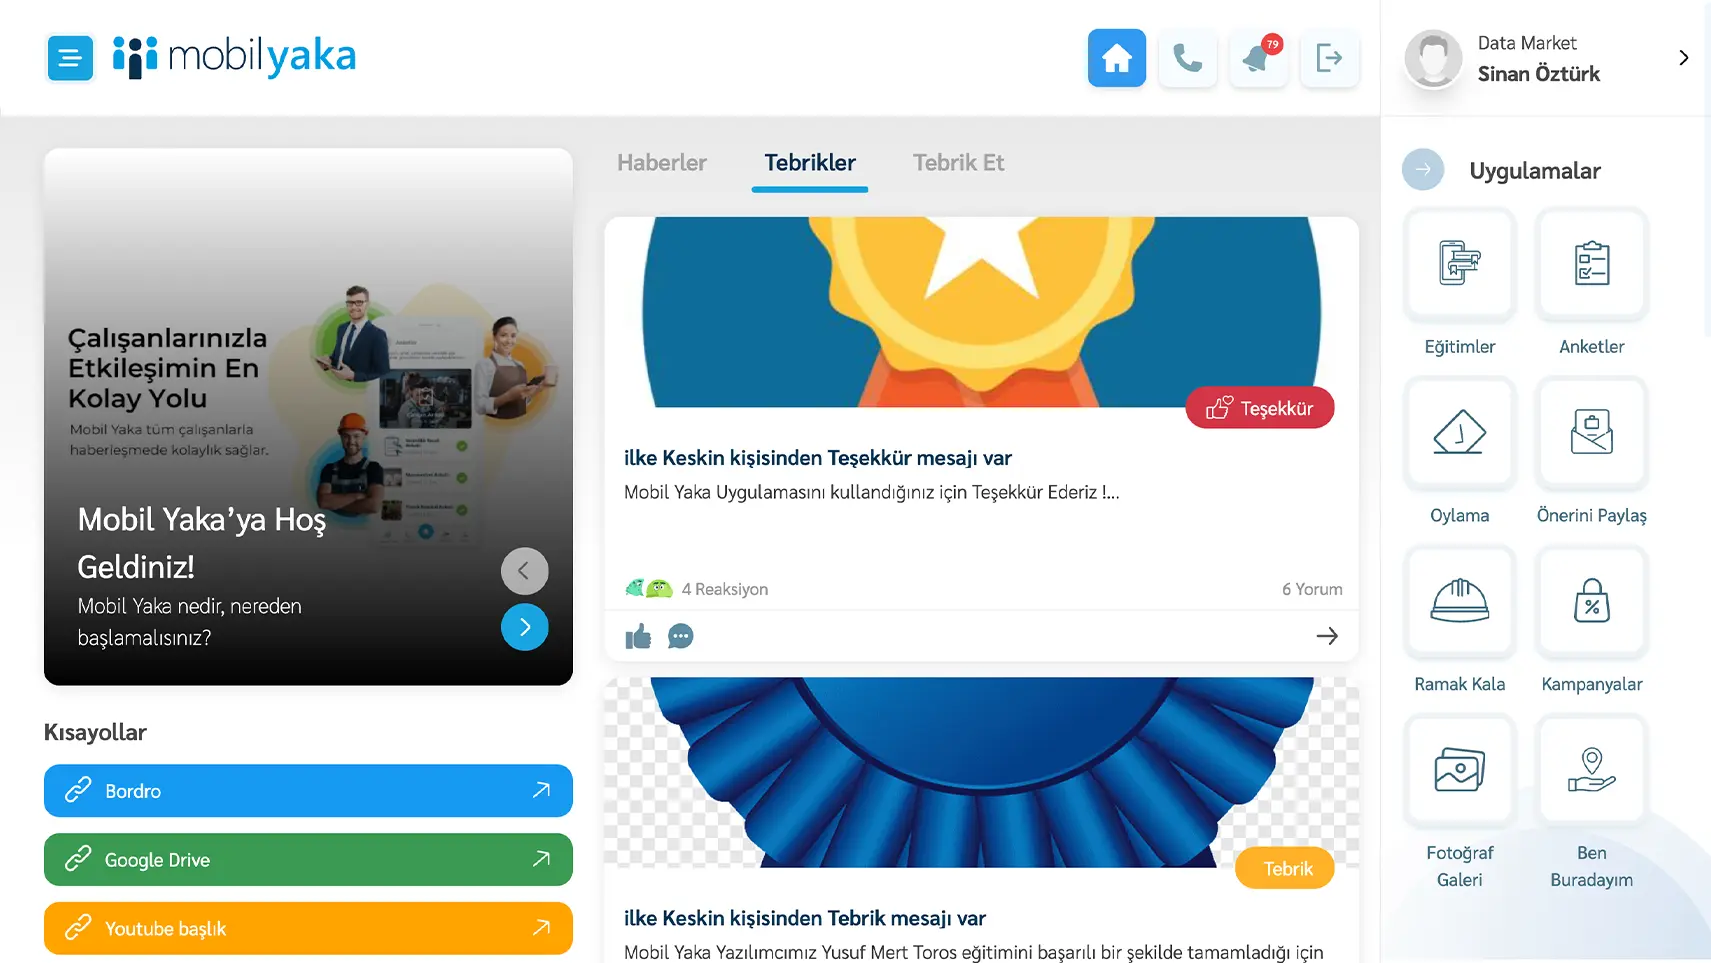 mobilyaka
79
Data Market
Sinan Öztürk
Haberler
Tebrikler
Tebrik Et
Uygulamalar
Çalışanlarınızla
Etkileşimin En
Kolay Yolu
Mobil Yaka tüm çalışanlarla
haberleşmede kolaylık sağlar.
Mobil Yaka'ya Hoş
Geldiniz!
Mobil Yaka nedir, nereden
başlamalısınız?
Kısayollar
Bordro
Google Drive
Youtube başlık
Teşekkür
ilke Keskin kişisinden Teşekkür mesajı var
Mobil Yaka Uygulamasını kullandığınız için Teşekkür Ederiz !...
4 Reaksiyon
6 Yorum
Tebrik
ilke Keskin kişisinden Tebrik mesajı var
Mobil Yaka Yazılımcımız Yusuf Mert Toros eğitimini başarılı bir şekilde tamamladığı için
Eğitimler
Anketler
Oylama
Önerini Paylaş
Ramak Kala
Kampanyalar
Fotoğraf
Galeri
Ben
Buradayım